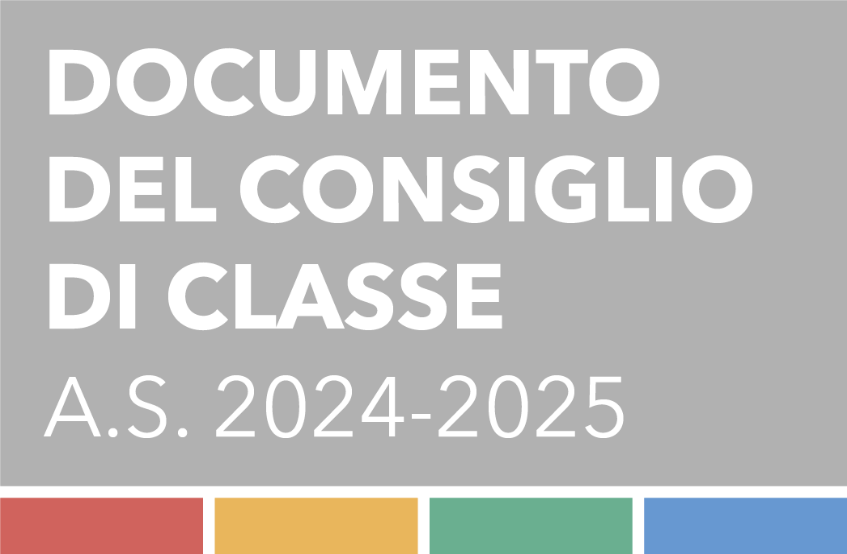 DOCUMENTO
DEL CONSIGLIO
DI CLASSE
A.S. 2024-2025